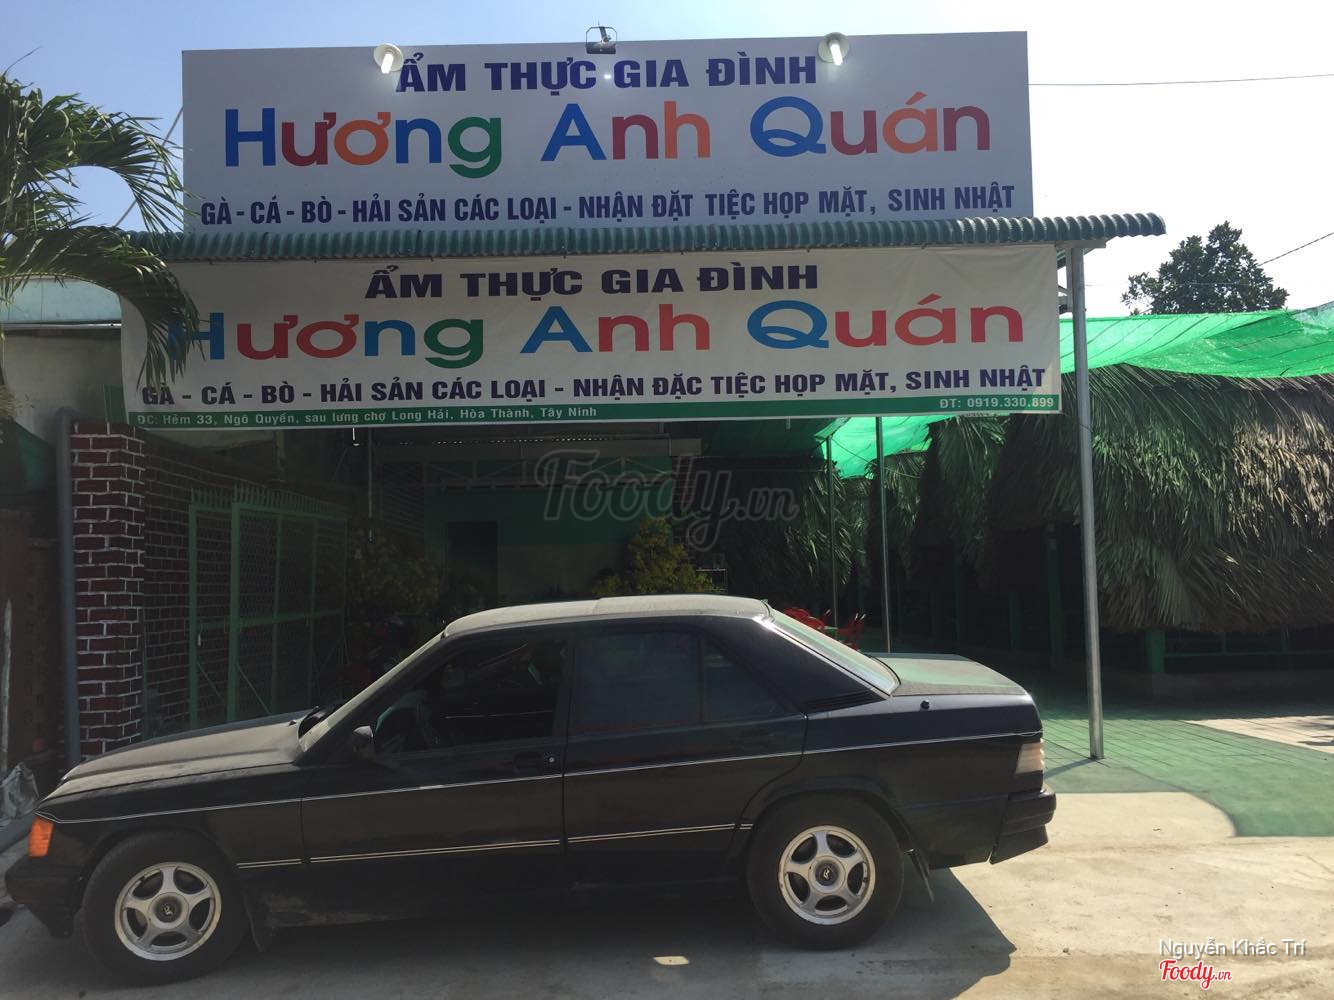 ẨM THỰC GIA ĐÌNH
Hương Anh Quán
GÀ - CÁ - BÒ - HẢI SẢN CÁC LOẠI - NHẬN ĐẶT TIỆC HỌP MẶT, SINH NHẬT
ẨM THỰC GIA ĐÌNH
Hương Anh Quán
GÀ - CÁ - BÒ - HẢI SẢN CÁC LOẠI - NHẬN ĐẶC TIỆC HỌP MẶT, SINH NHẬT
ĐC: Hẻm 33, Ngô Quyền, sau lưng chợ Long Hải, Hòa Thành, Tây Ninh
ĐT: 0919.330.899
Foody.vn
Nguyễn Khắc Trí
Foody.vn